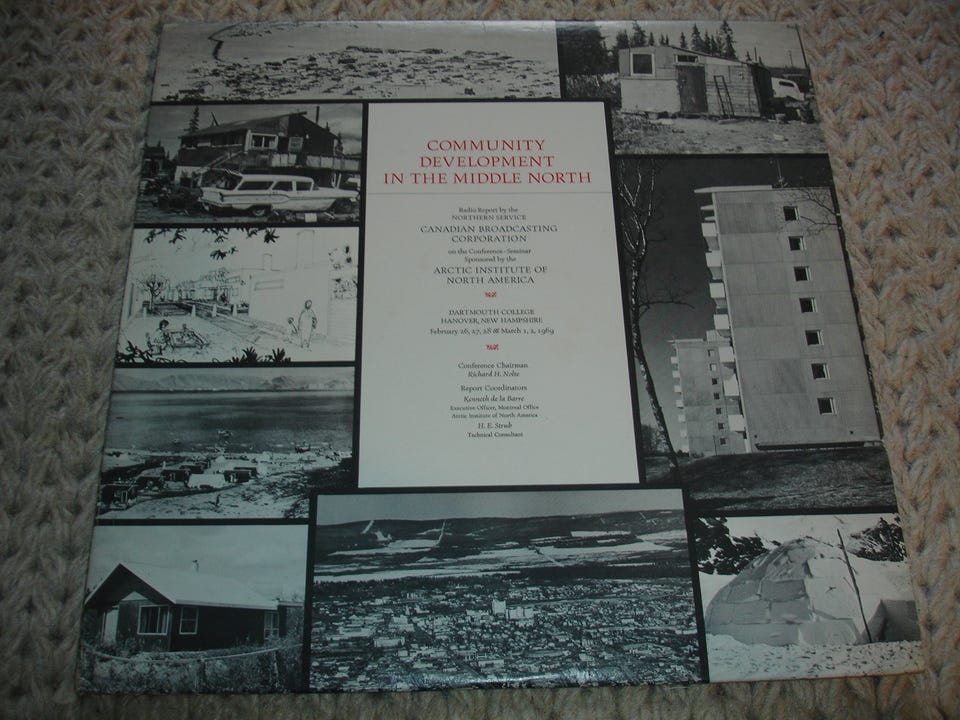 COMMUNITY
DEVELOPMENT
IN THE MIDDLE NORTH
Radio Report by the
NORTHERN SERVICE
CANADIAN BROADCASTING
CORPORATION
on the Conference-Seminar
Sponsored by the
ARCTIC INSTITUTE OF
NORTH AMERICA
DARTMOUTH COLLEGE
HANOVER, NEW HAMPSHIRE
February 26, 27, 28 & March 1, 2, 1969
Conference Chairman
Richard H. Nolte
Report Coordinators
Kenneth de la Barre
Executive Officer, Montreal Office
Arctic Institute of North America
H. E. Strub
Technical Consultant